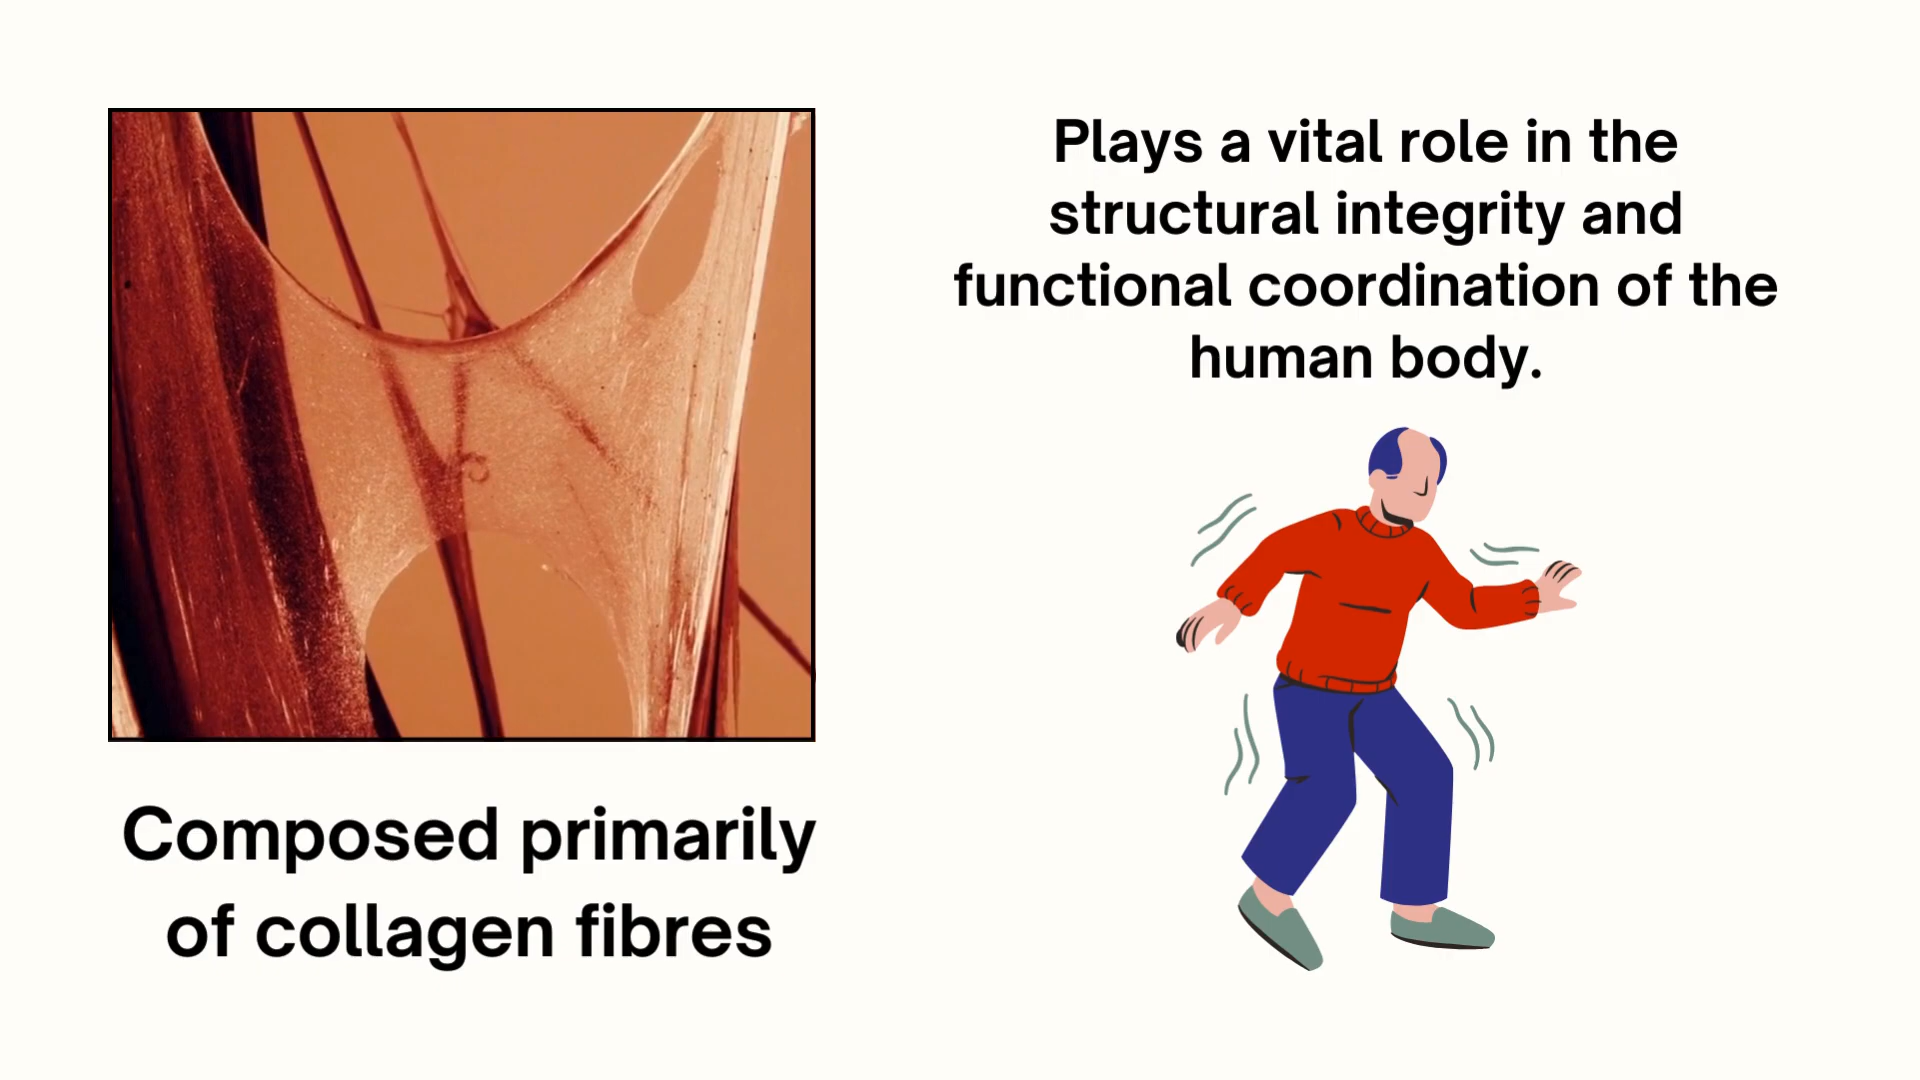 Plays a vital role in the
structural integrity and
functional coordination of the
human body.
Composed primarily
of collagen fibres